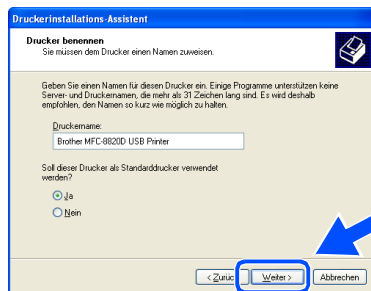 Druckerinstallations-Assistent
Drucker benennen
Sie müssen dem Drucker einen Namen zuweisen.
Geben Sie einen Namen für diesen Drucker ein. Einige Programme unterstützen keine
Server- und Druckernamen, die mehr als 31 Zeichen lang sind. Es wird deshalb
empfohlen, den Namen so kurz wie möglich zu halten.
Druckername:
Brother MFC-8820D USB Printer
Soll dieser Drucker als Standarddrucker verwendet
werden?
Ja
Nein
< Zurüc Weiter > Abbrechen